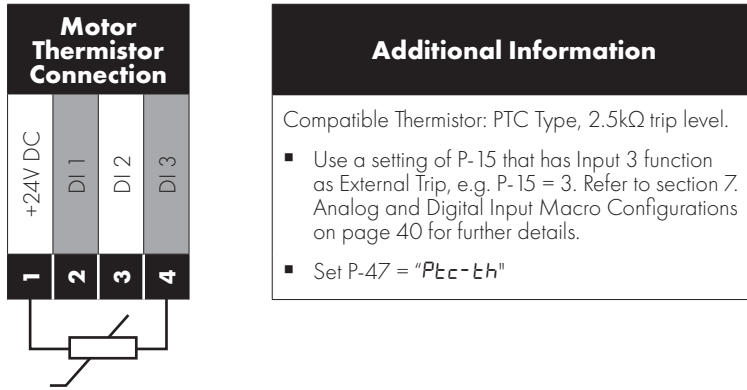 Motor
Thermistor
Connection
+24V DC
DI 1
DI 2
DI 3
1
2
3
4
Additional Information
Compatible Thermistor: PTC Type, 2.5kΩ trip level.
▪ Use a setting of P-15 that has Input 3 function
as External Trip, e.g. P-15 = 3. Refer to section 7.
Analog and Digital Input Macro Configurations
on page 40 for further details.
▪ Set P-47 = “Ptc-th"